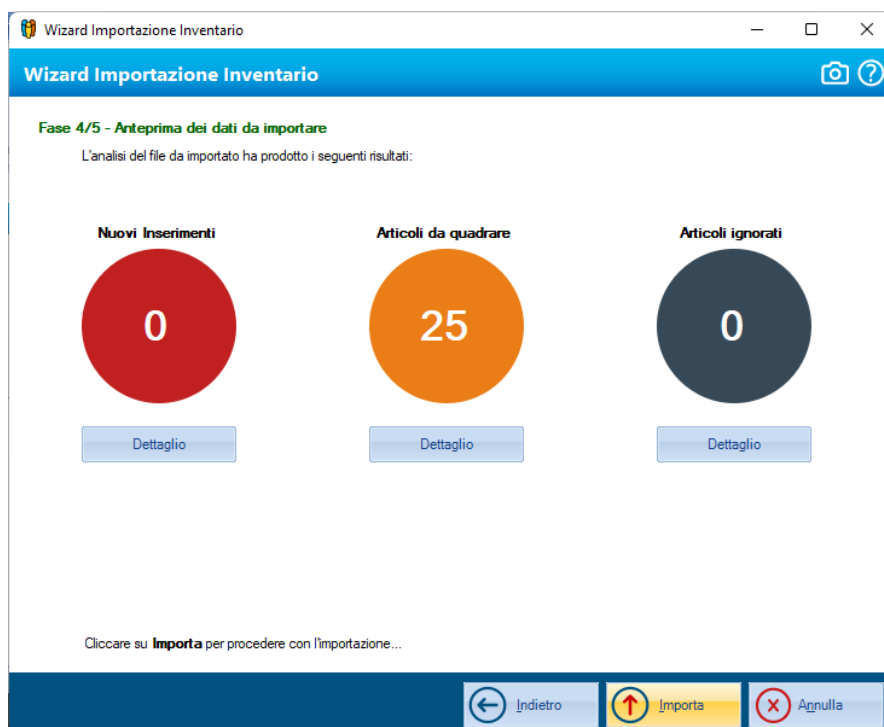 Wizard Importazione Inventario
Wizard Importazione Inventario
Fase 4/5 - Anteprima dei dati da importare
L'analisi del file da importato ha prodotto i seguenti risultati:
Nuovi Inserimenti
Articoli da quadrare
Articoli ignorati
0
25
0
Dettaglio
Dettaglio
Dettaglio
Cliccare su Importa per procedere con l'importazione...
Indietro
Importa
Annulla